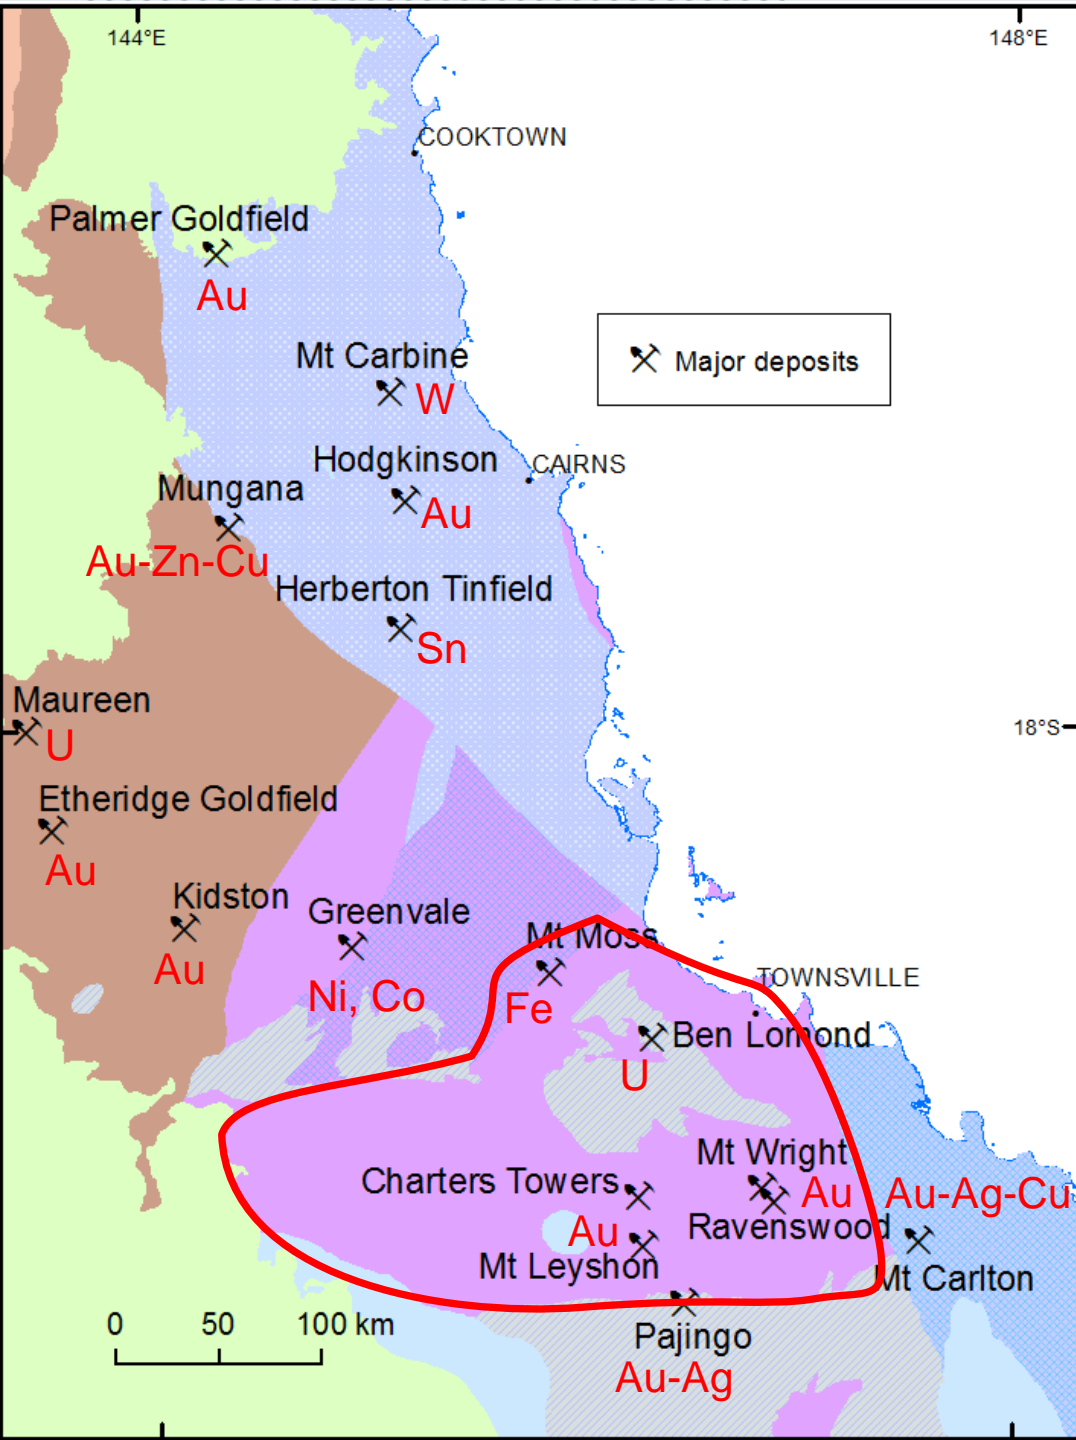 144°E
148°E
COOKTOWN
Palmer Goldfield
Au
Mt Carbine
W
Major deposits
Hodgkinson
Au
CAIRNS
Mungana
Au-Zn-Cu
Herberton Tinfield
Sn
Maureen
U
18°S
Etheridge Goldfield
Au
Kidston
Au
Greenvale
Ni, Co
Mt Moss
Fe
TOWNSVILLE
Ben Lomond
U
Mt Wright
Charters Towers
Au
Au-Ag-Cu
Au
Ravenswood
Mt Leyshon
Mt Carlton
0 50 100 km
Pajingo
Au-Ag